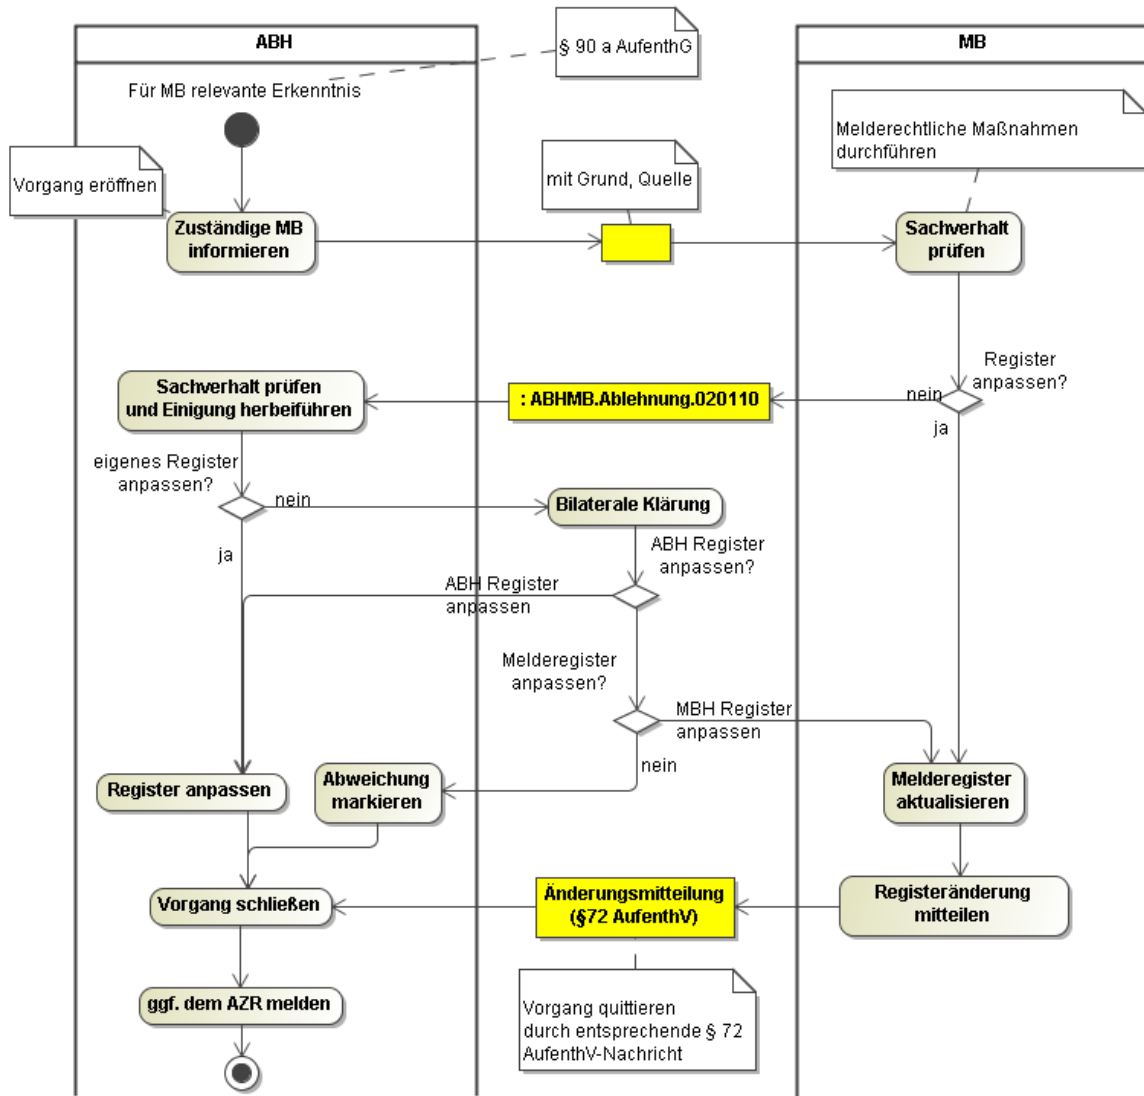 ABH
§ 90 a AufenthG
MB
Für MB relevante Erkenntnis
Melderechtliche Maßnahmen
durchführen
Vorgang eröffnen
mit Grund, Quelle
Zuständige MB
informieren
Sachverhalt
prüfen
Register
anpassen?
Sachverhalt prüfen
und Einigung herbeiführen
: ABHMB.Ablehnung.020110
nein
ja
eigenes Register
anpassen?
nein
Bilaterale Klärung
ja
ABH Register
anpassen?
ABH Register
anpassen
Melderegister
anpassen?
MBH Register
anpassen
nein
Register anpassen
Abweichung
markieren
Melderegister
aktualisieren
Vorgang schließen
Änderungsmitteilung
(§72 AufenthV)
Registeränderung
mitteilen
ggf. dem AZR melden
Vorgang quittieren
durch entsprechende § 72
AufenthV-Nachricht